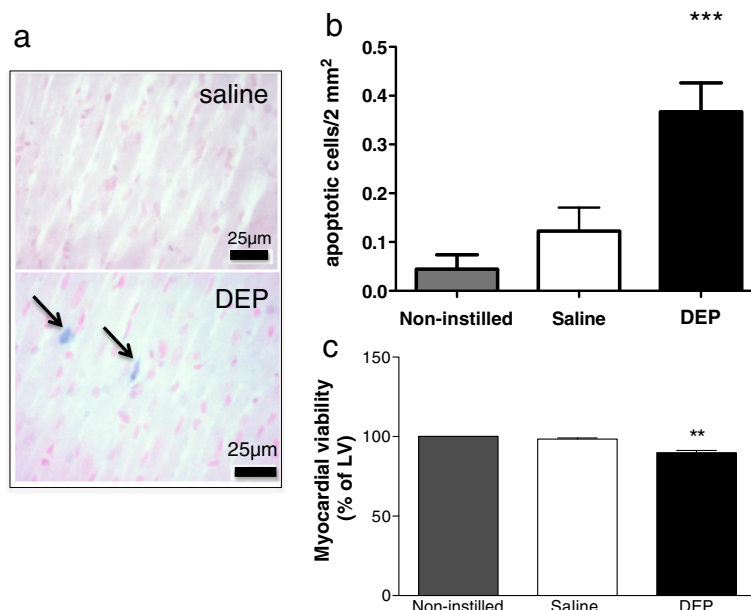 a
saline
25µm
DEP
25µm
b
***
apoptotic cells/2 mm²
0.5
0.4
0.3
0.2
0.1
0.0
Non-instilled Saline DEP
c
Myocardial viability
(% of LV)
150
100
50
0
**
Non-instilled Saline DEP